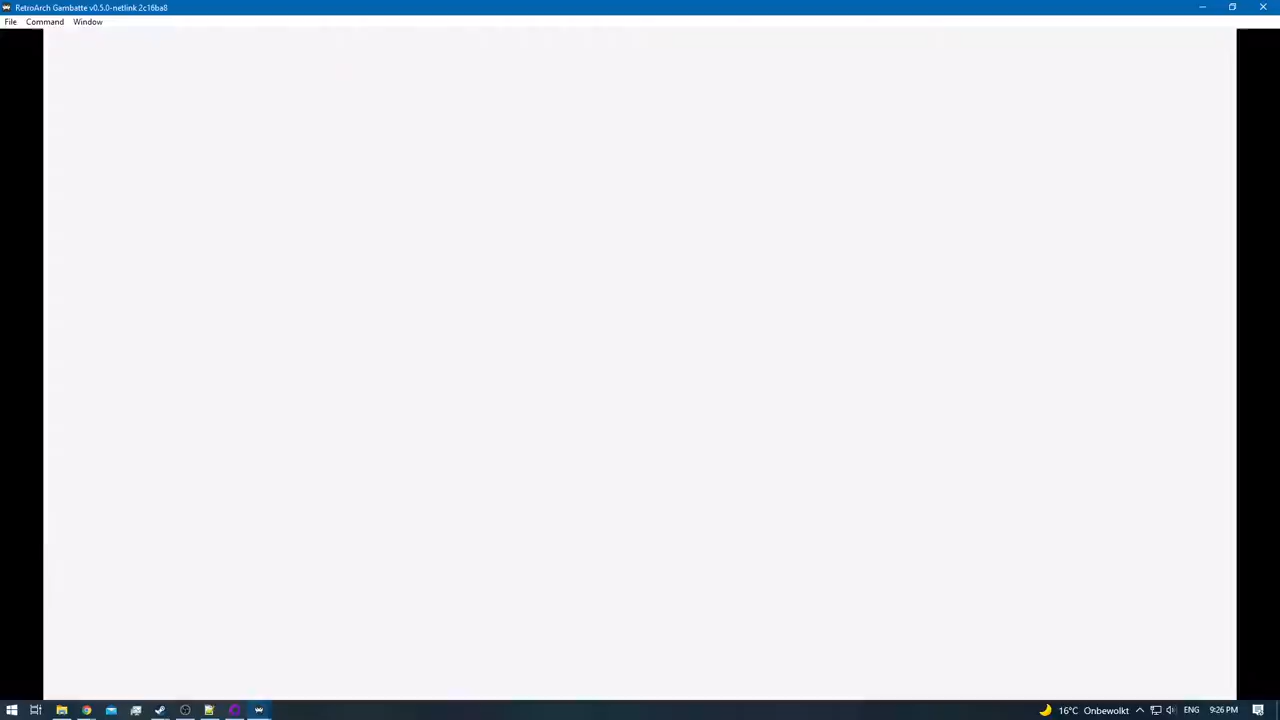 RetroArch Gambatte v0.5.0-netlink 2c16ba8
File Command Window
16°C Onbewolkt ENG 9:26 PM